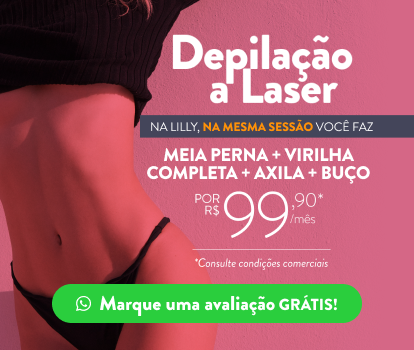 Depilação
a Laser
NA LILLY, NA MESMA SESSÃO VOCÊ FAZ
MEIA PERNA + VIRILHA
COMPLETA + AXILA + BUÇO
POR R$ 99,90* /mês
*Consulte condições comerciais
Marque uma avaliação GRÁTIS!